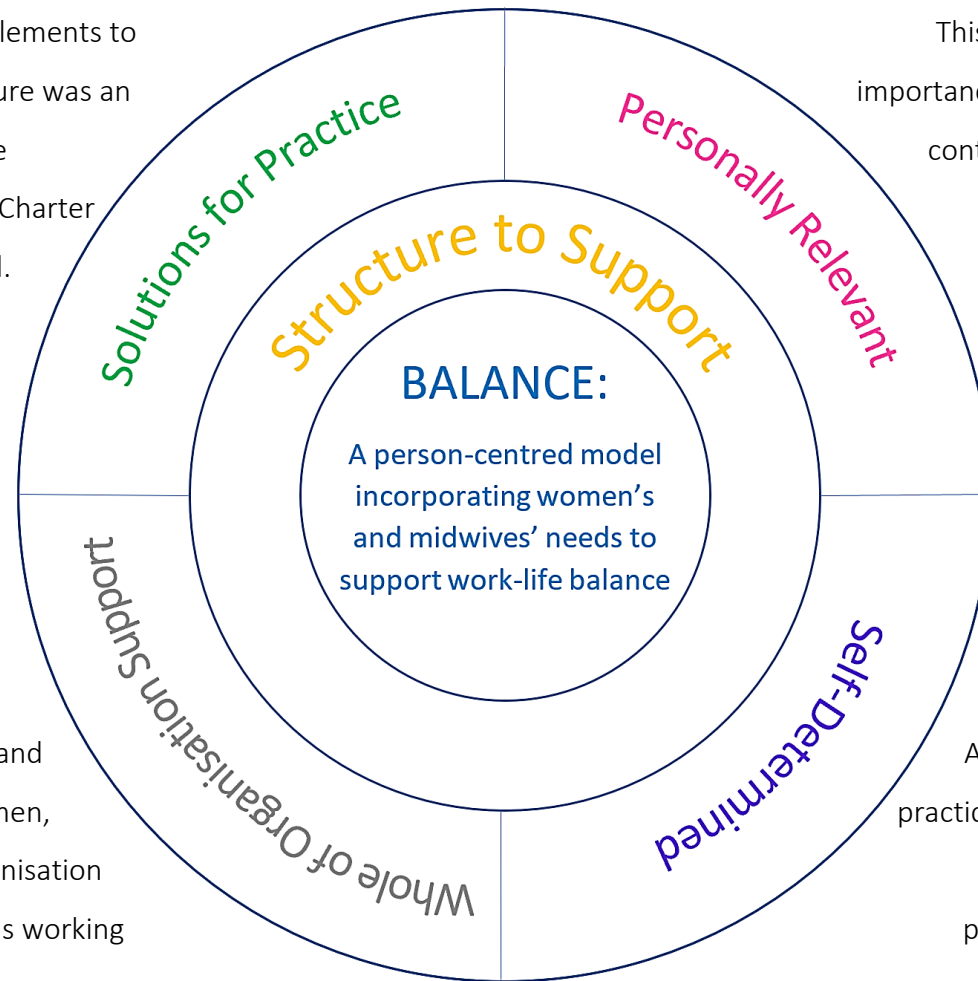 lements to
ure was an
e
Charter
l.
This
importanc
cont
Solutions for Practice
Personally Relevant
Structure to Support
BALANCE:
A person-centred model
incorporating women's
and midwives' needs to
support work-life balance
Whole of Organisation Support
Self-Determined
and
men,
nisation
s working
A
practic
p